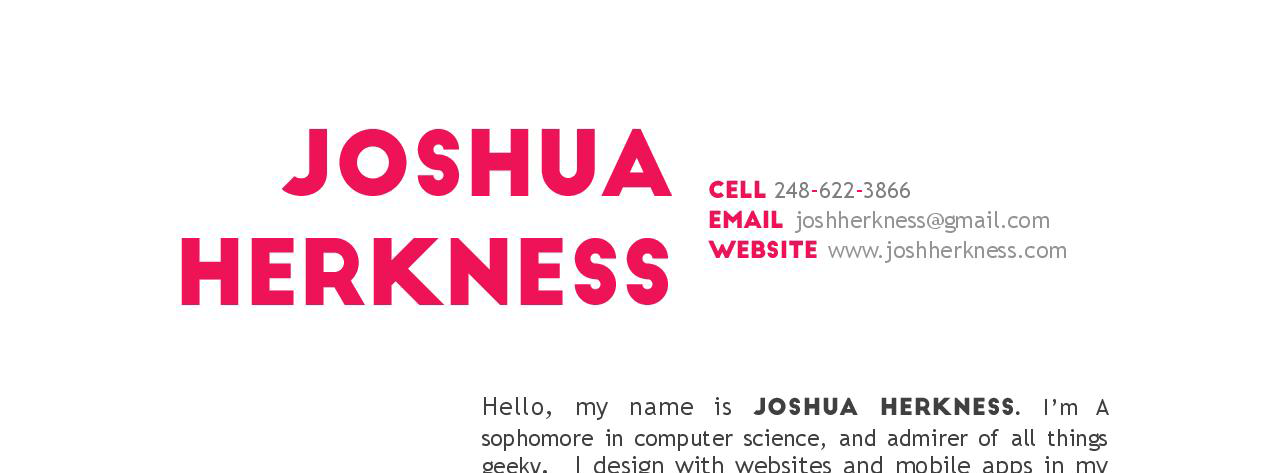 JOSHUA
HERKNESS
CELL 248-622-3866
EMAIL joshherkness@gmail.com
WEBSITE www.joshherkness.com
Hello, my name is JOSHUA HERKNESS. I'm A
sophomore in computer science, and admirer of all things
geeky. I design with websites and mobile apps in my